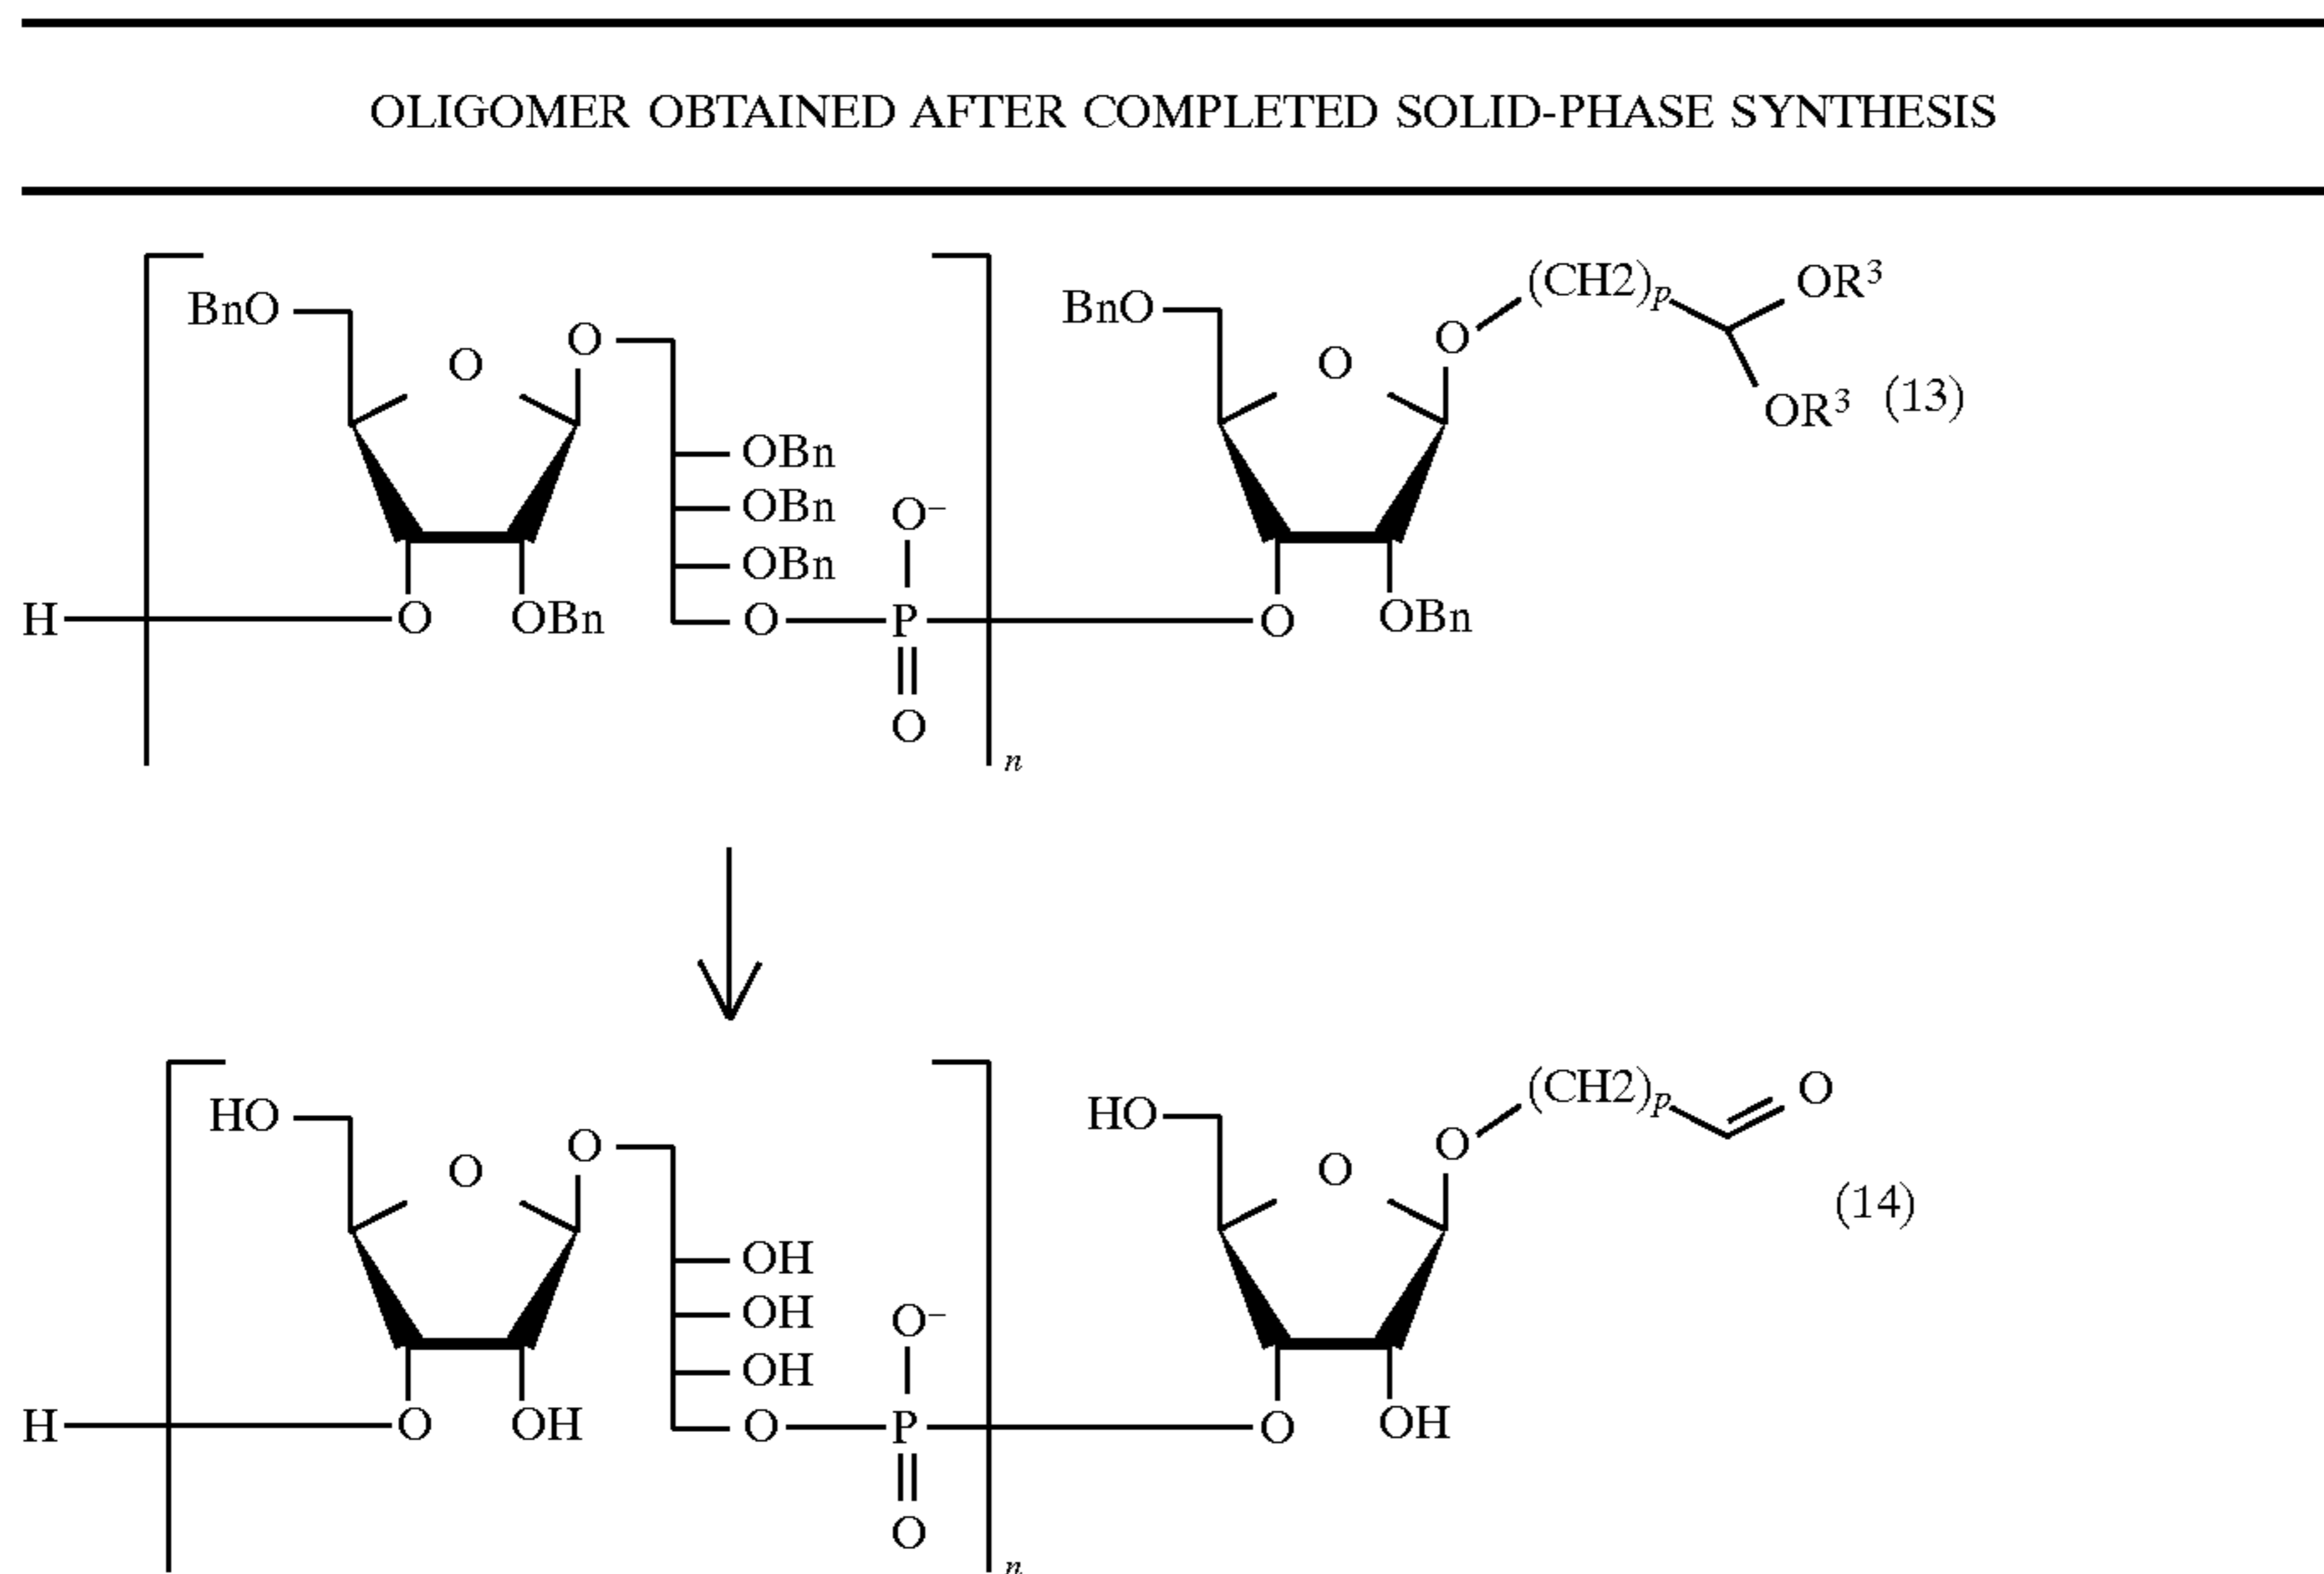 OLIGOMER OBTAINED AFTER COMPLETED SOLID-PHASE SYNTHESIS
(CH2)p OR³
BnO O O BnO O O
OR³ (13)
OBn
OBn O−
OBn
H O OBn O P O OBn
O
n
(CH2)p O
HO O O HO O O
(14)
OH
OH O−
OH
H O OH O P O OH
O
n